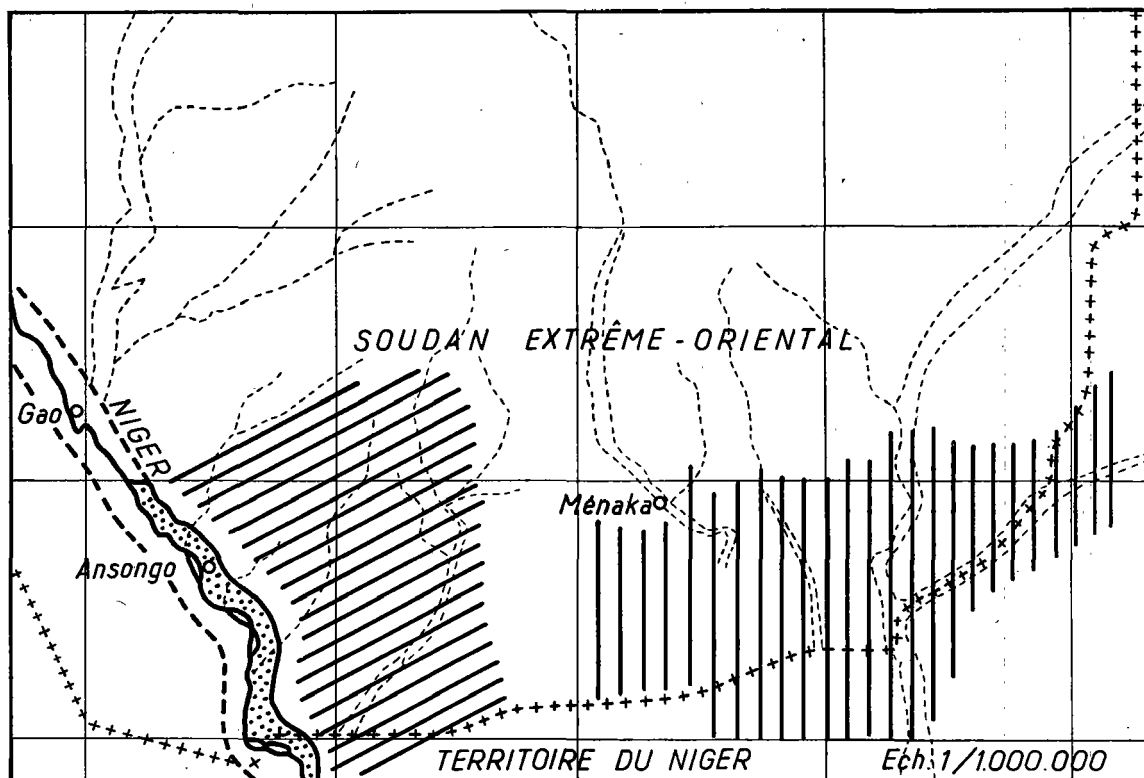 SOUDAN EXTRÊME-ORIENTAL
Gao
NIGER
Ménaka
Ansongo
TERRITOIRE DU NIGER
Ech: 1/1.000.000